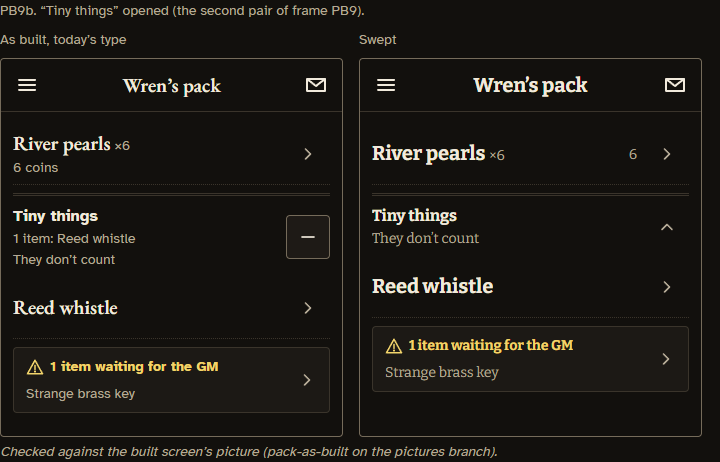 PB9b. “Tiny things” opened (the second pair of frame PB9).
As built, today’s type
Wren’s pack
River pearls ×6
6 coins
Tiny things
1 item: Reed whistle
They don’t count
Reed whistle
1 item waiting for the GM
Strange brass key
Swept
Wren’s pack
River pearls ×6 6
Tiny things
They don’t count
Reed whistle
1 item waiting for the GM
Strange brass key
Checked against the built screen’s picture (pack-as-built on the pictures branch).